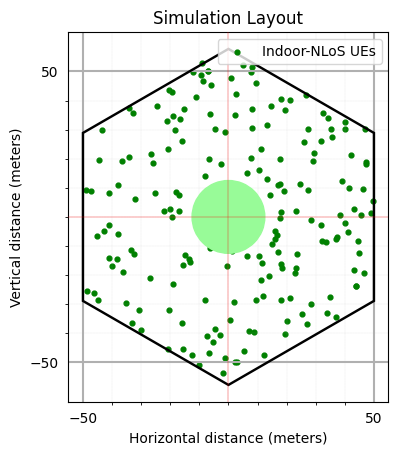 Simulation Layout
Indoor-NLoS UEs
50
Vertical distance (meters)
−50
−50
50
Horizontal distance (meters)